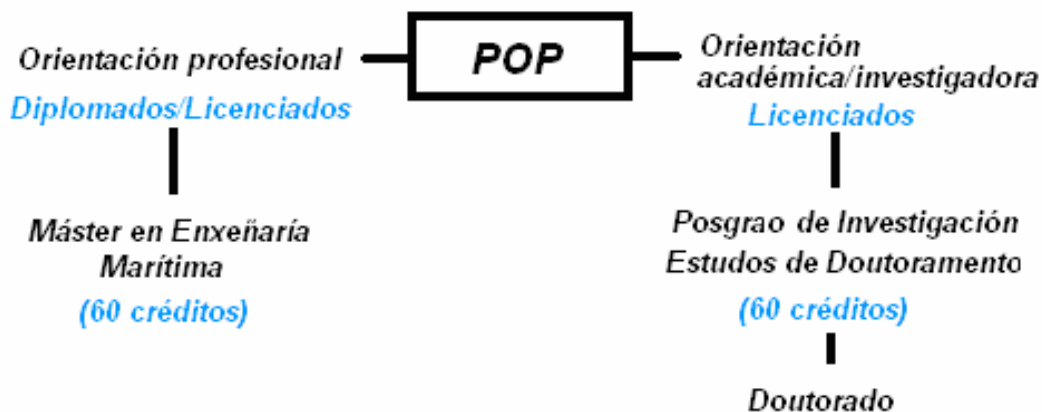 POP
Orientación profesional
Diplomados/Licenciados
Máster en Enxeñaría
Marítima
(60 créditos)
Orientación
académica/investigadora
Licenciados
Posgrao de Investigación
Estudos de Doutoramento
(60 créditos)
Doutorado